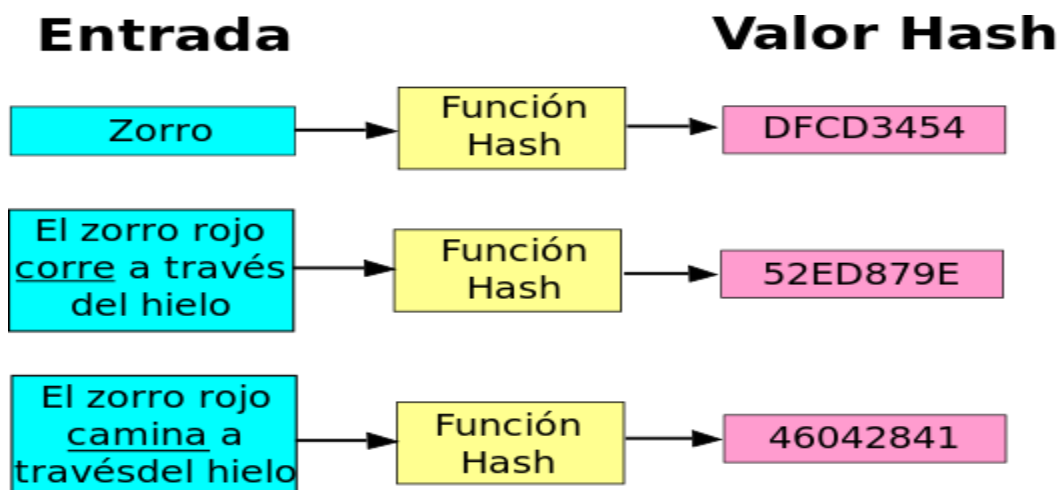 Entrada
Valor Hash
Zorro
Función
Hash
DFCD3454
El zorro rojo
corre a través
del hielo
Función
Hash
52ED879E
El zorro rojo
camina a
travésdel hielo
Función
Hash
46042841